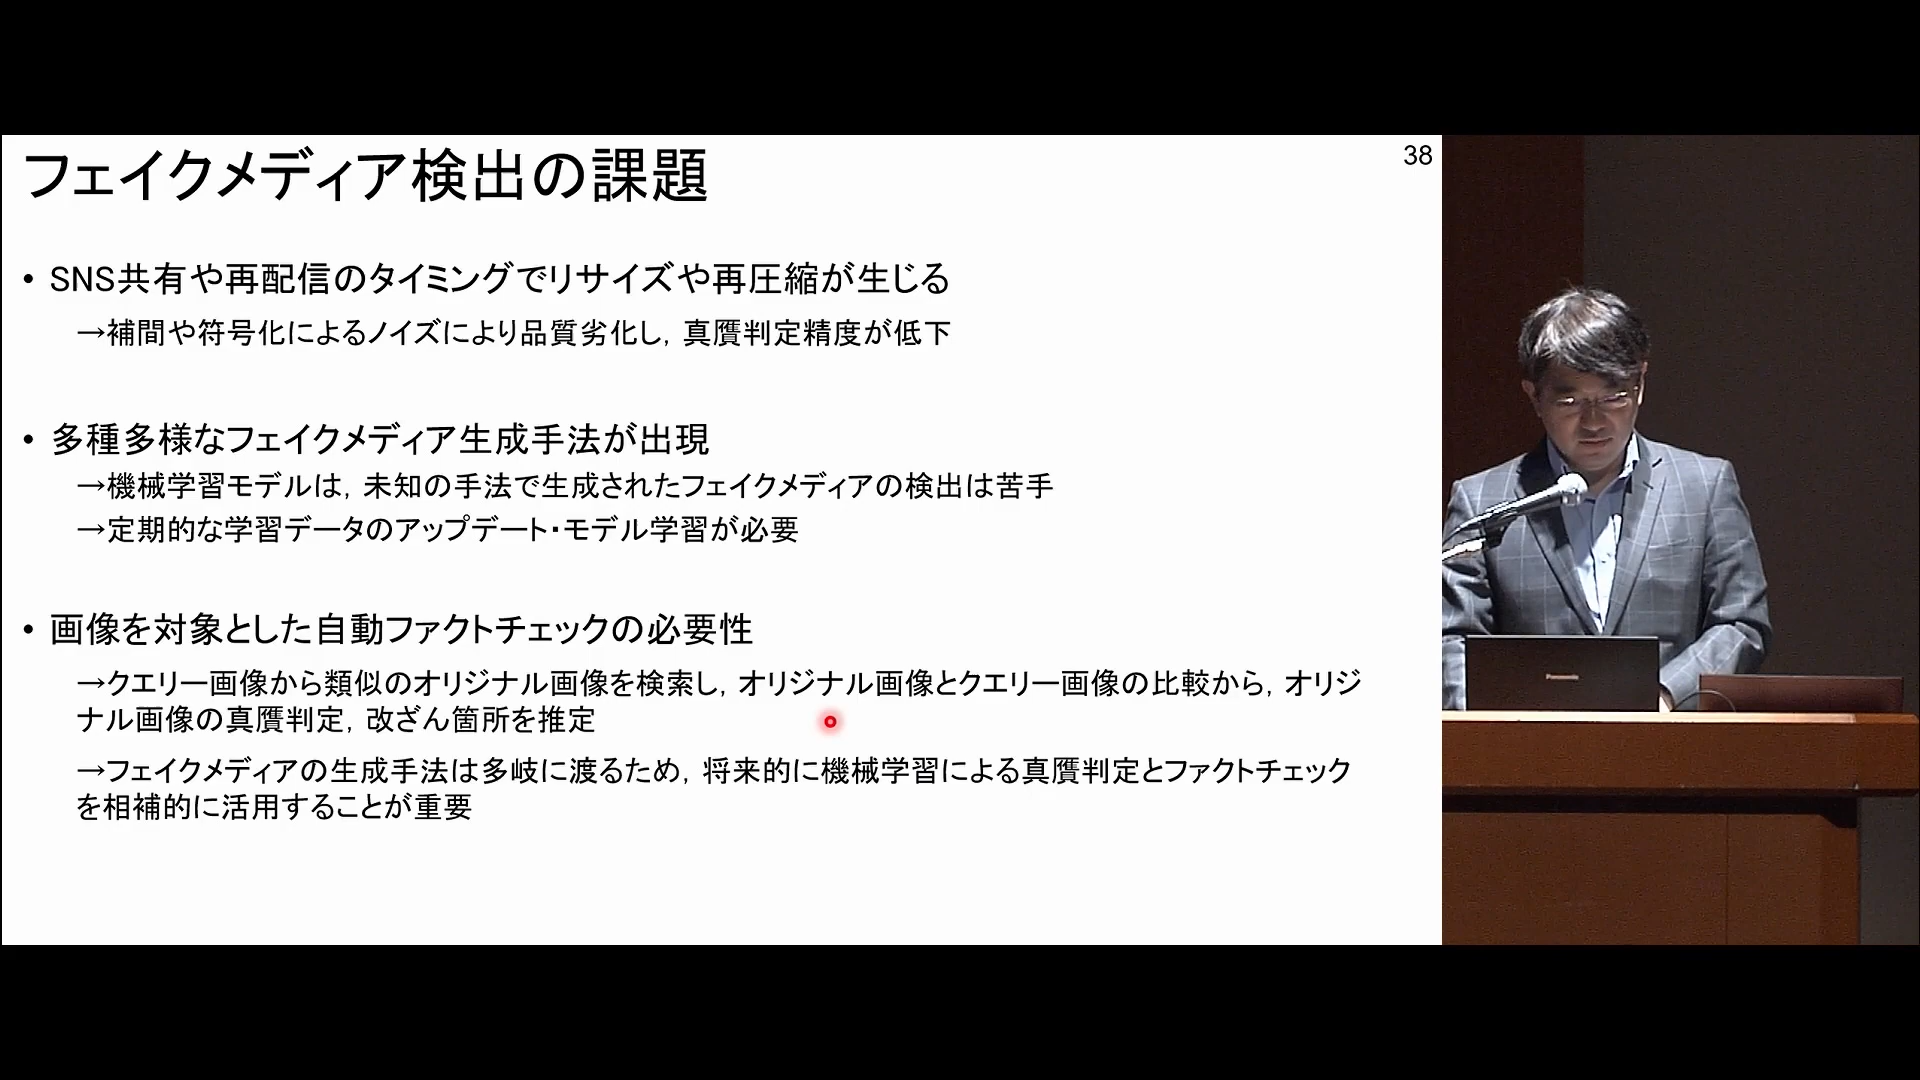 フェイクメディア検出の課題
38
• SNS共有や再配信のタイミングでリサイズや再圧縮が生じる
→補間や符号化によるノイズにより品質劣化し，真贋判定精度が低下
• 多種多様なフェイクメディア生成手法が出現
→機械学習モデルは，未知の手法で生成されたフェイクメディアの検出は苦手
→定期的な学習データのアップデート・モデル学習が必要
• 画像を対象とした自動ファクトチェックの必要性
→クエリー画像から類似のオリジナル画像を検索し，オリジナル画像とクエリー画像の比較から，オリジ
ナル画像の真贋判定，改ざん箇所を推定
→フェイクメディアの生成手法は多岐に渡るため，将来的に機械学習による真贋判定とファクトチェック
を相補的に活用することが重要
Panasonic